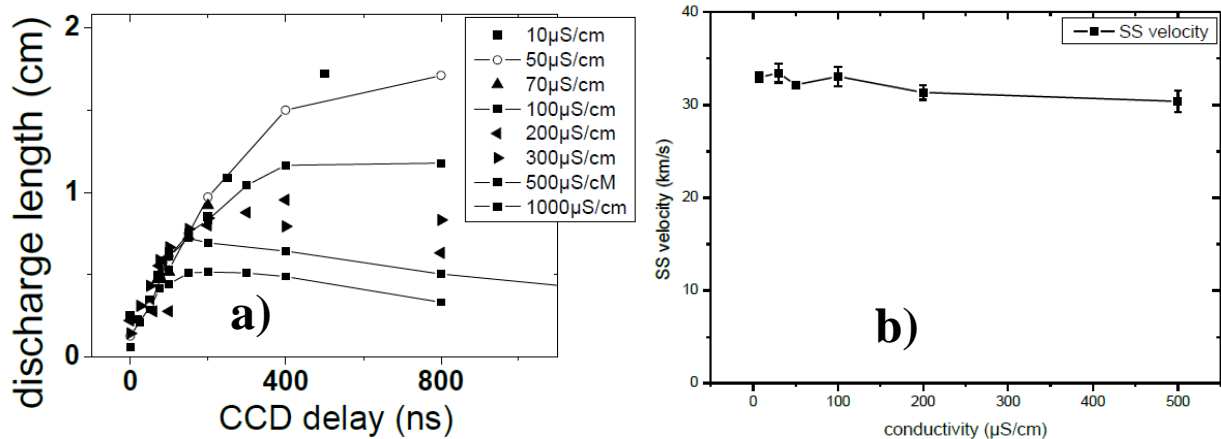 discharge length (cm)
2
1
0
10µS/cm
50µS/cm
70µS/cm
100µS/cm
200µS/cm
300µS/cm
500µS/cM
1000µS/cm
a)
0 400 800
CCD delay (ns)
SS velocity (km/s)
40
30
20
10
0
SS velocity
b)
0 100 200 300 400 500
conductivity (µS/cm)